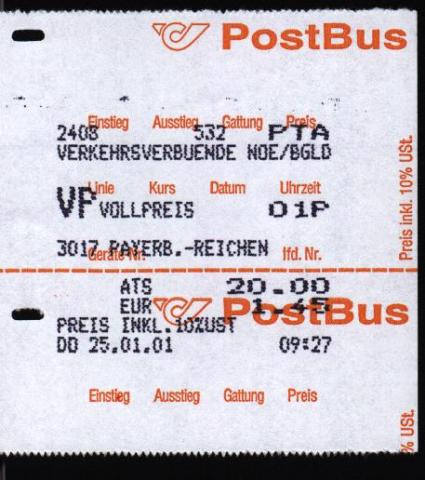 PostBus
Einstieg Ausstieg Gattung Preis
2408 532 PTA
VERKEHRSVERBUENDE NOE/BGLD
Linie Kurs Datum Uhrzeit
VP VOLLPREIS 01P
3017 PAYERB.-REICHEN
Geräte-Nr. lfd. Nr.
Preis inkl. 10% USt.
ATS 20.00
EUR 1.45
PostBus
PREIS INKL.10%UST
DO 25.01.01 09:27
Einstieg Ausstieg Gattung Preis
% USt.